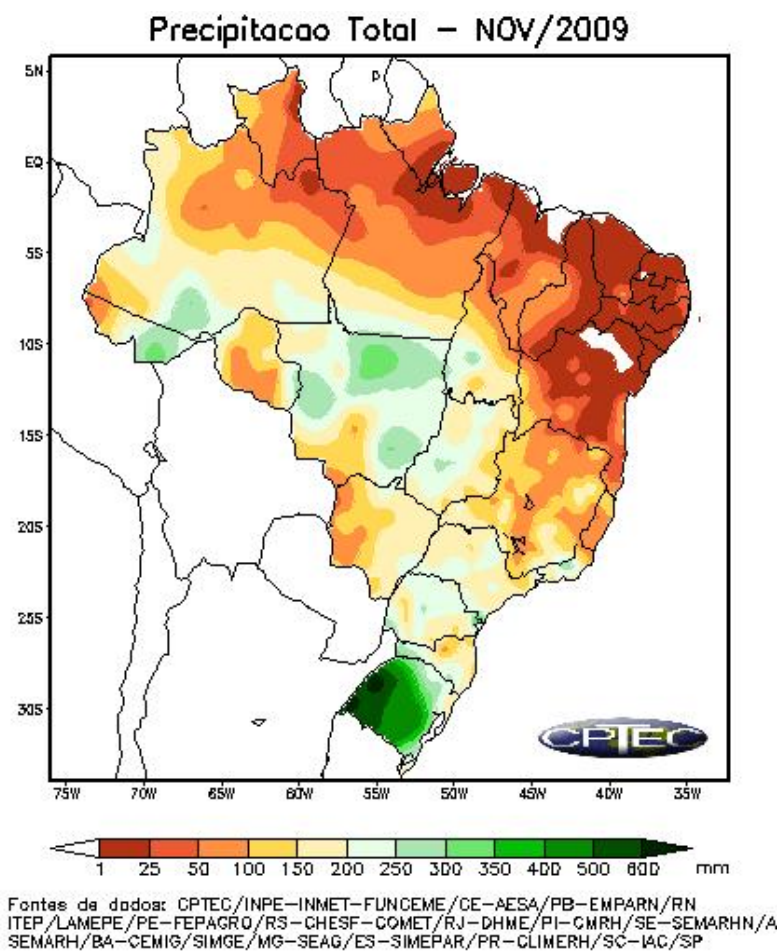 Precipitacao Total - NOV/2009
5N
EQ
5S
10S
15S
20S
25S
30S
75W 70W 65W 60W 55W 50W 45W 40W 35W
CPTEC
1 25 50 100 150 200 250 300 350 400 500 600 mm
Fontes de dados: CPTEC/INPE-INMET-FUNCEME/CE-AESA/PB-EMPARN/RN
ITEP/LAMEPE/PE-FEPAGRO/RS-CHESF-COMET/RJ-DHME/PI-CMRH/SE-SEMARHN/A
SEMARH/BA-CEMIG/SIMGE/MG-SEAG/ES-SIMEPAR/PR-CLIMERH/SC-IAC/SP